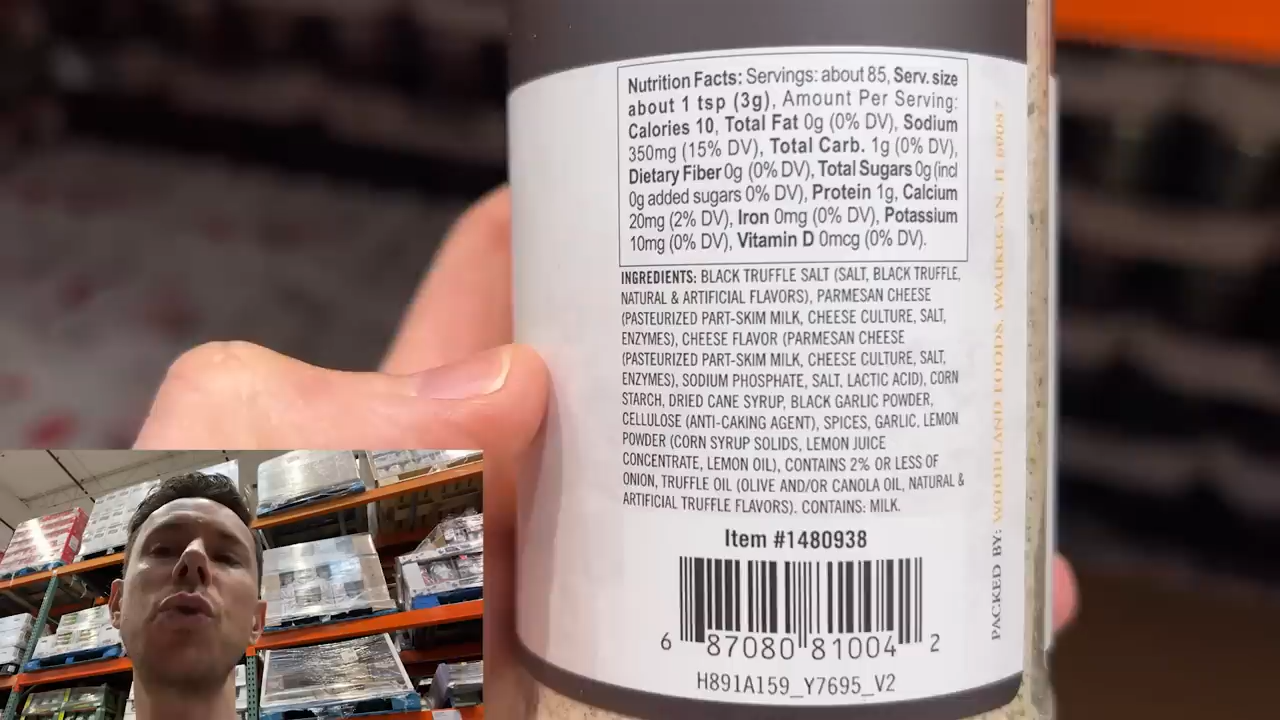 Nutrition Facts: Servings: about 85, Serv. size
about 1 tsp (3g), Amount Per Serving:
Calories 10, Total Fat 0g (0% DV), Sodium
350mg (15% DV), Total Carb. 1g (0% DV),
Dietary Fiber 0g (0% DV), Total Sugars 0g (incl
0g added sugars 0% DV), Protein 1g, Calcium
20mg (2% DV), Iron 0mg (0% DV), Potassium
10mg (0% DV), Vitamin D 0mcg (0% DV).
INGREDIENTS: BLACK TRUFFLE SALT (SALT, BLACK TRUFFLE,
NATURAL & ARTIFICIAL FLAVORS), PARMESAN CHEESE
(PASTEURIZED PART-SKIM MILK, CHEESE CULTURE, SALT,
ENZYMES), CHEESE FLAVOR (PARMESAN CHEESE
(PASTEURIZED PART-SKIM MILK, CHEESE CULTURE, SALT,
ENZYMES), SODIUM PHOSPHATE, SALT, LACTIC ACID), CORN
STARCH, DRIED CANE SYRUP, BLACK GARLIC POWDER,
CELLULOSE (ANTI-CAKING AGENT), SPICES, GARLIC, LEMON
POWDER (CORN SYRUP SOLIDS, LEMON JUICE
CONCENTRATE, LEMON OIL), CONTAINS 2% OR LESS OF
ONION, TRUFFLE OIL (OLIVE AND/OR CANOLA OIL, NATURAL &
ARTIFICIAL TRUFFLE FLAVORS). CONTAINS: MILK.
Item #1480938
6 87080 81004 2
H891A159_Y7695_V2
PACKED BY: WOODLAND FOODS, WAUKEGAN, IL 60087